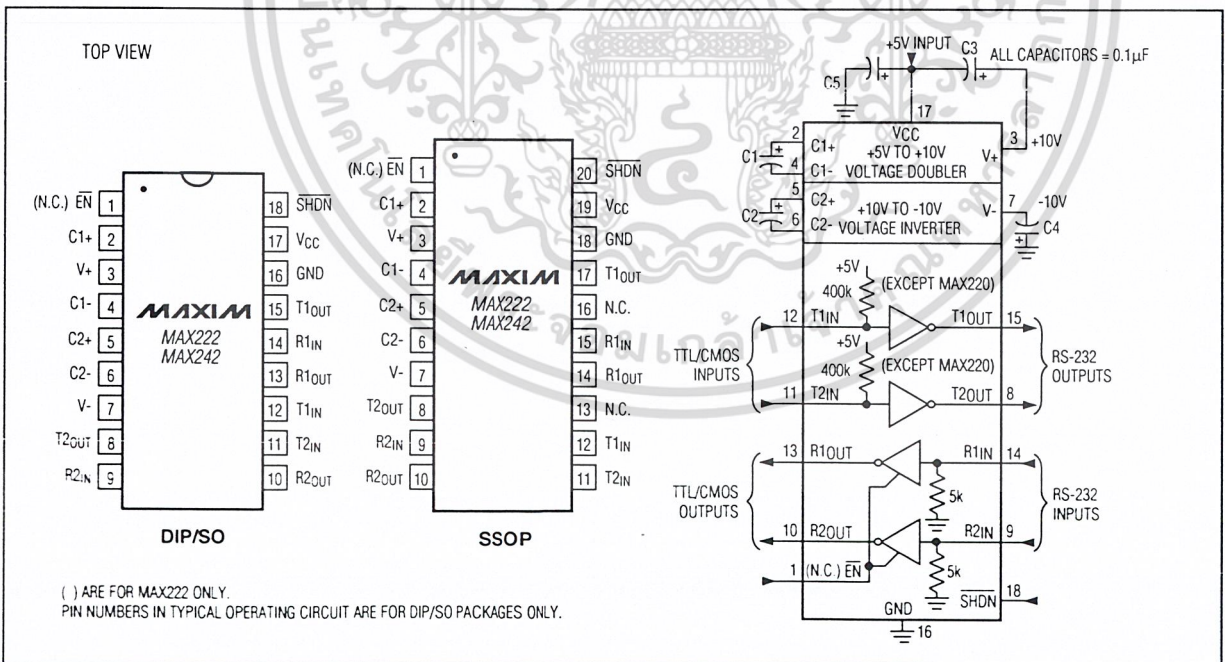 TOP VIEW
(N.C.) EN 1
C1+ 2
V+ 3
C1- 4
C2+ 5
C2- 6
V- 7
T2OUT 8
R2IN 9
18 SHDN
17 VCC
16 GND
15 T1OUT
14 R1IN
13 R1OUT
12 T1IN
11 T2IN
10 R2OUT
MAXIM
MAX222
MAX242
DIP/SO
(N.C.) EN 1
C1+ 2
V+ 3
C1- 4
C2+ 5
C2- 6
V- 7
T2OUT 8
R2IN 9
R2OUT 10
20 SHDN
19 VCC
18 GND
17 T1OUT
16 N.C.
15 R1IN
14 R1OUT
13 N.C.
12 T1IN
11 T2IN
MAXIM
MAX222
MAX242
SSOP
+5V INPUT C3
ALL CAPACITORS = 0.1µF
C5
17
VCC
2 C1+ +5V TO +10V V+ 3 +10V
C1
4 C1- VOLTAGE DOUBLER
5 C2+ +10V TO -10V V- 7 -10V
C2
6 C2- VOLTAGE INVERTER
C4
+5V
400k (EXCEPT MAX220)
12 T1IN T1OUT 15
+5V
400k (EXCEPT MAX220)
TTL/CMOS
INPUTS
RS-232
OUTPUTS
11 T2IN T2OUT 8
13 R1OUT R1IN 14
5k
TTL/CMOS
OUTPUTS
RS-232
INPUTS
10 R2OUT R2IN 9
5k
1 (N.C.) EN
SHDN 18
GND
16
( ) ARE FOR MAX222 ONLY.
PIN NUMBERS IN TYPICAL OPERATING CIRCUIT ARE FOR DIP/SO PACKAGES ONLY.